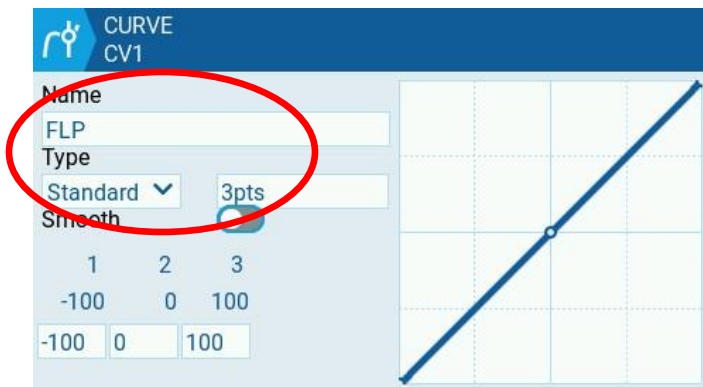 CURVE
CV1
Name
FLP
Type
Standard 3pts
Smooth
1 2 3
-100 0 100
-100 0 100